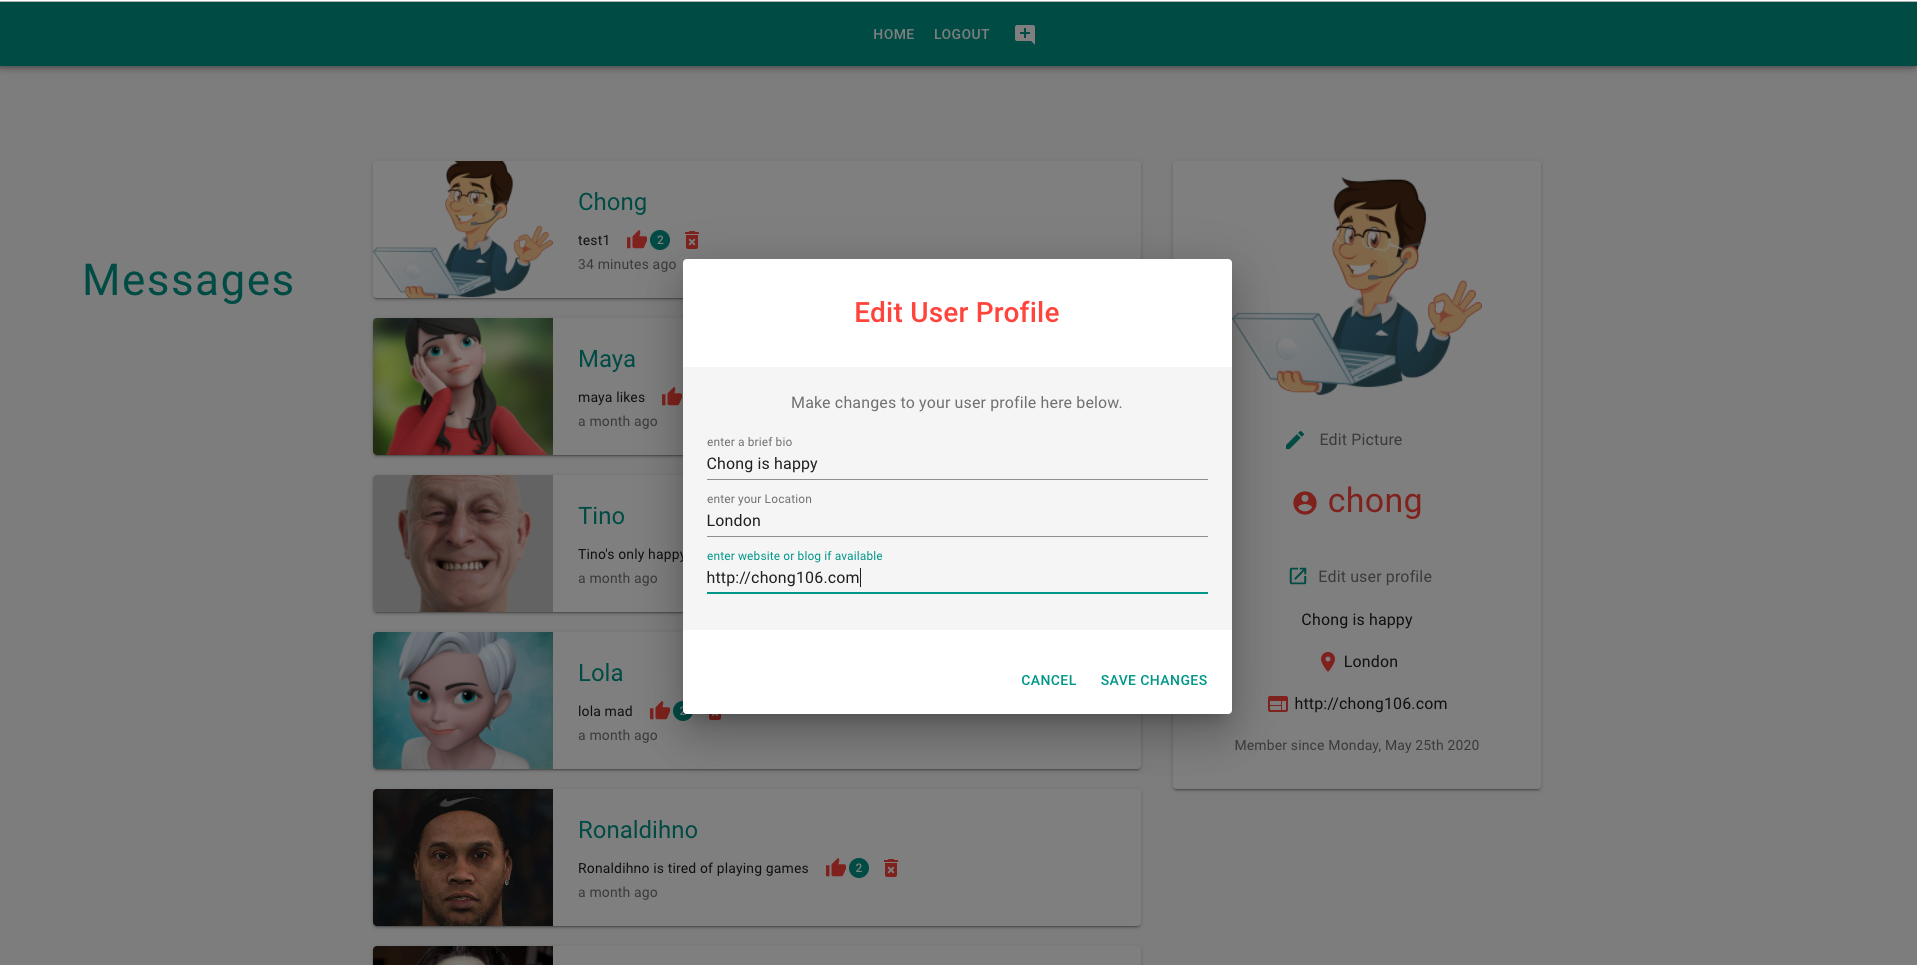 HOME LOGOUT
Messages
Chong
test1 2
34 minutes ago
Maya
maya likes
a month ago
Tino
Tino's only happy
a month ago
Lola
lola mad
a month ago
Ronaldihno
Ronaldihno is tired of playing games 2
a month ago
Edit User Profile
Make changes to your user profile here below.
enter a brief bio
Chong is happy
enter your Location
London
enter website or blog if available
http://chong106.com
CANCEL SAVE CHANGES
Edit Picture
chong
Edit user profile
Chong is happy
London
http://chong106.com
Member since Monday, May 25th 2020